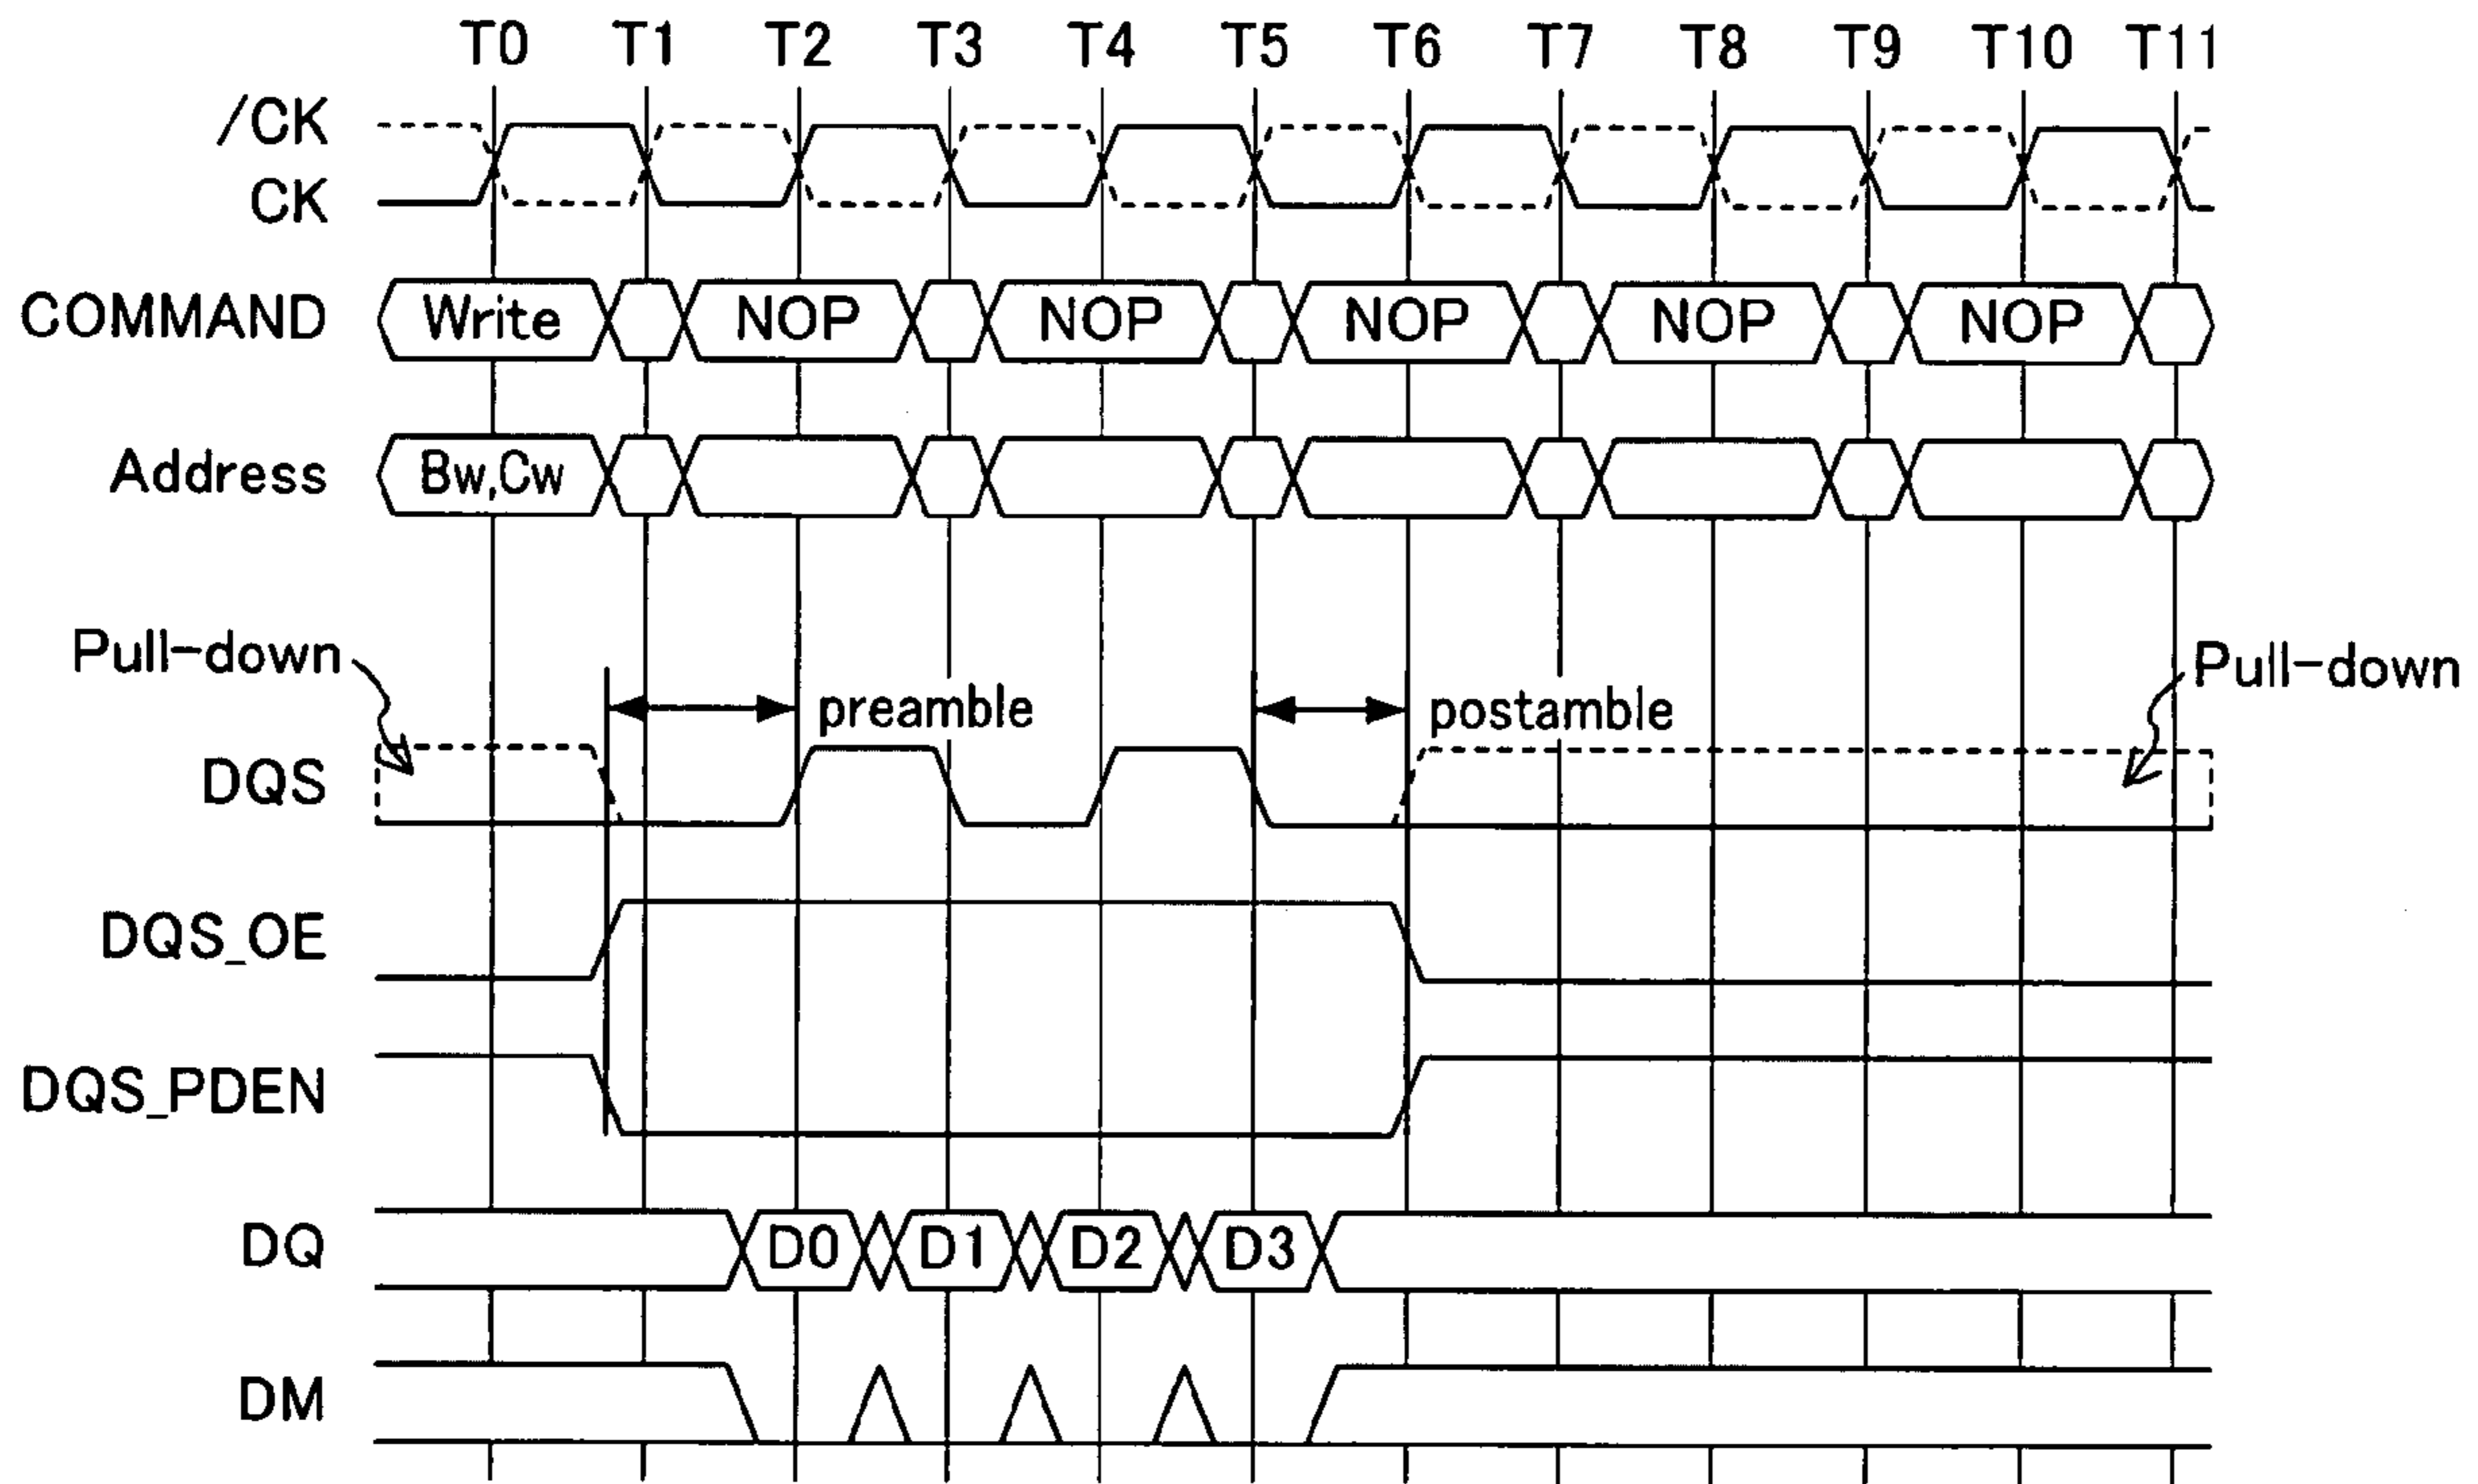 T0 T1 T2 T3 T4 T5 T6 T7 T8 T9 T10 T11
/CK
CK
COMMAND Write NOP NOP NOP NOP NOP
Address Bw,Cw
Pull-down Pull-down
preamble postamble
DQS
DQS_OE
DQS_PDEN
DQ D0 D1 D2 D3
DM